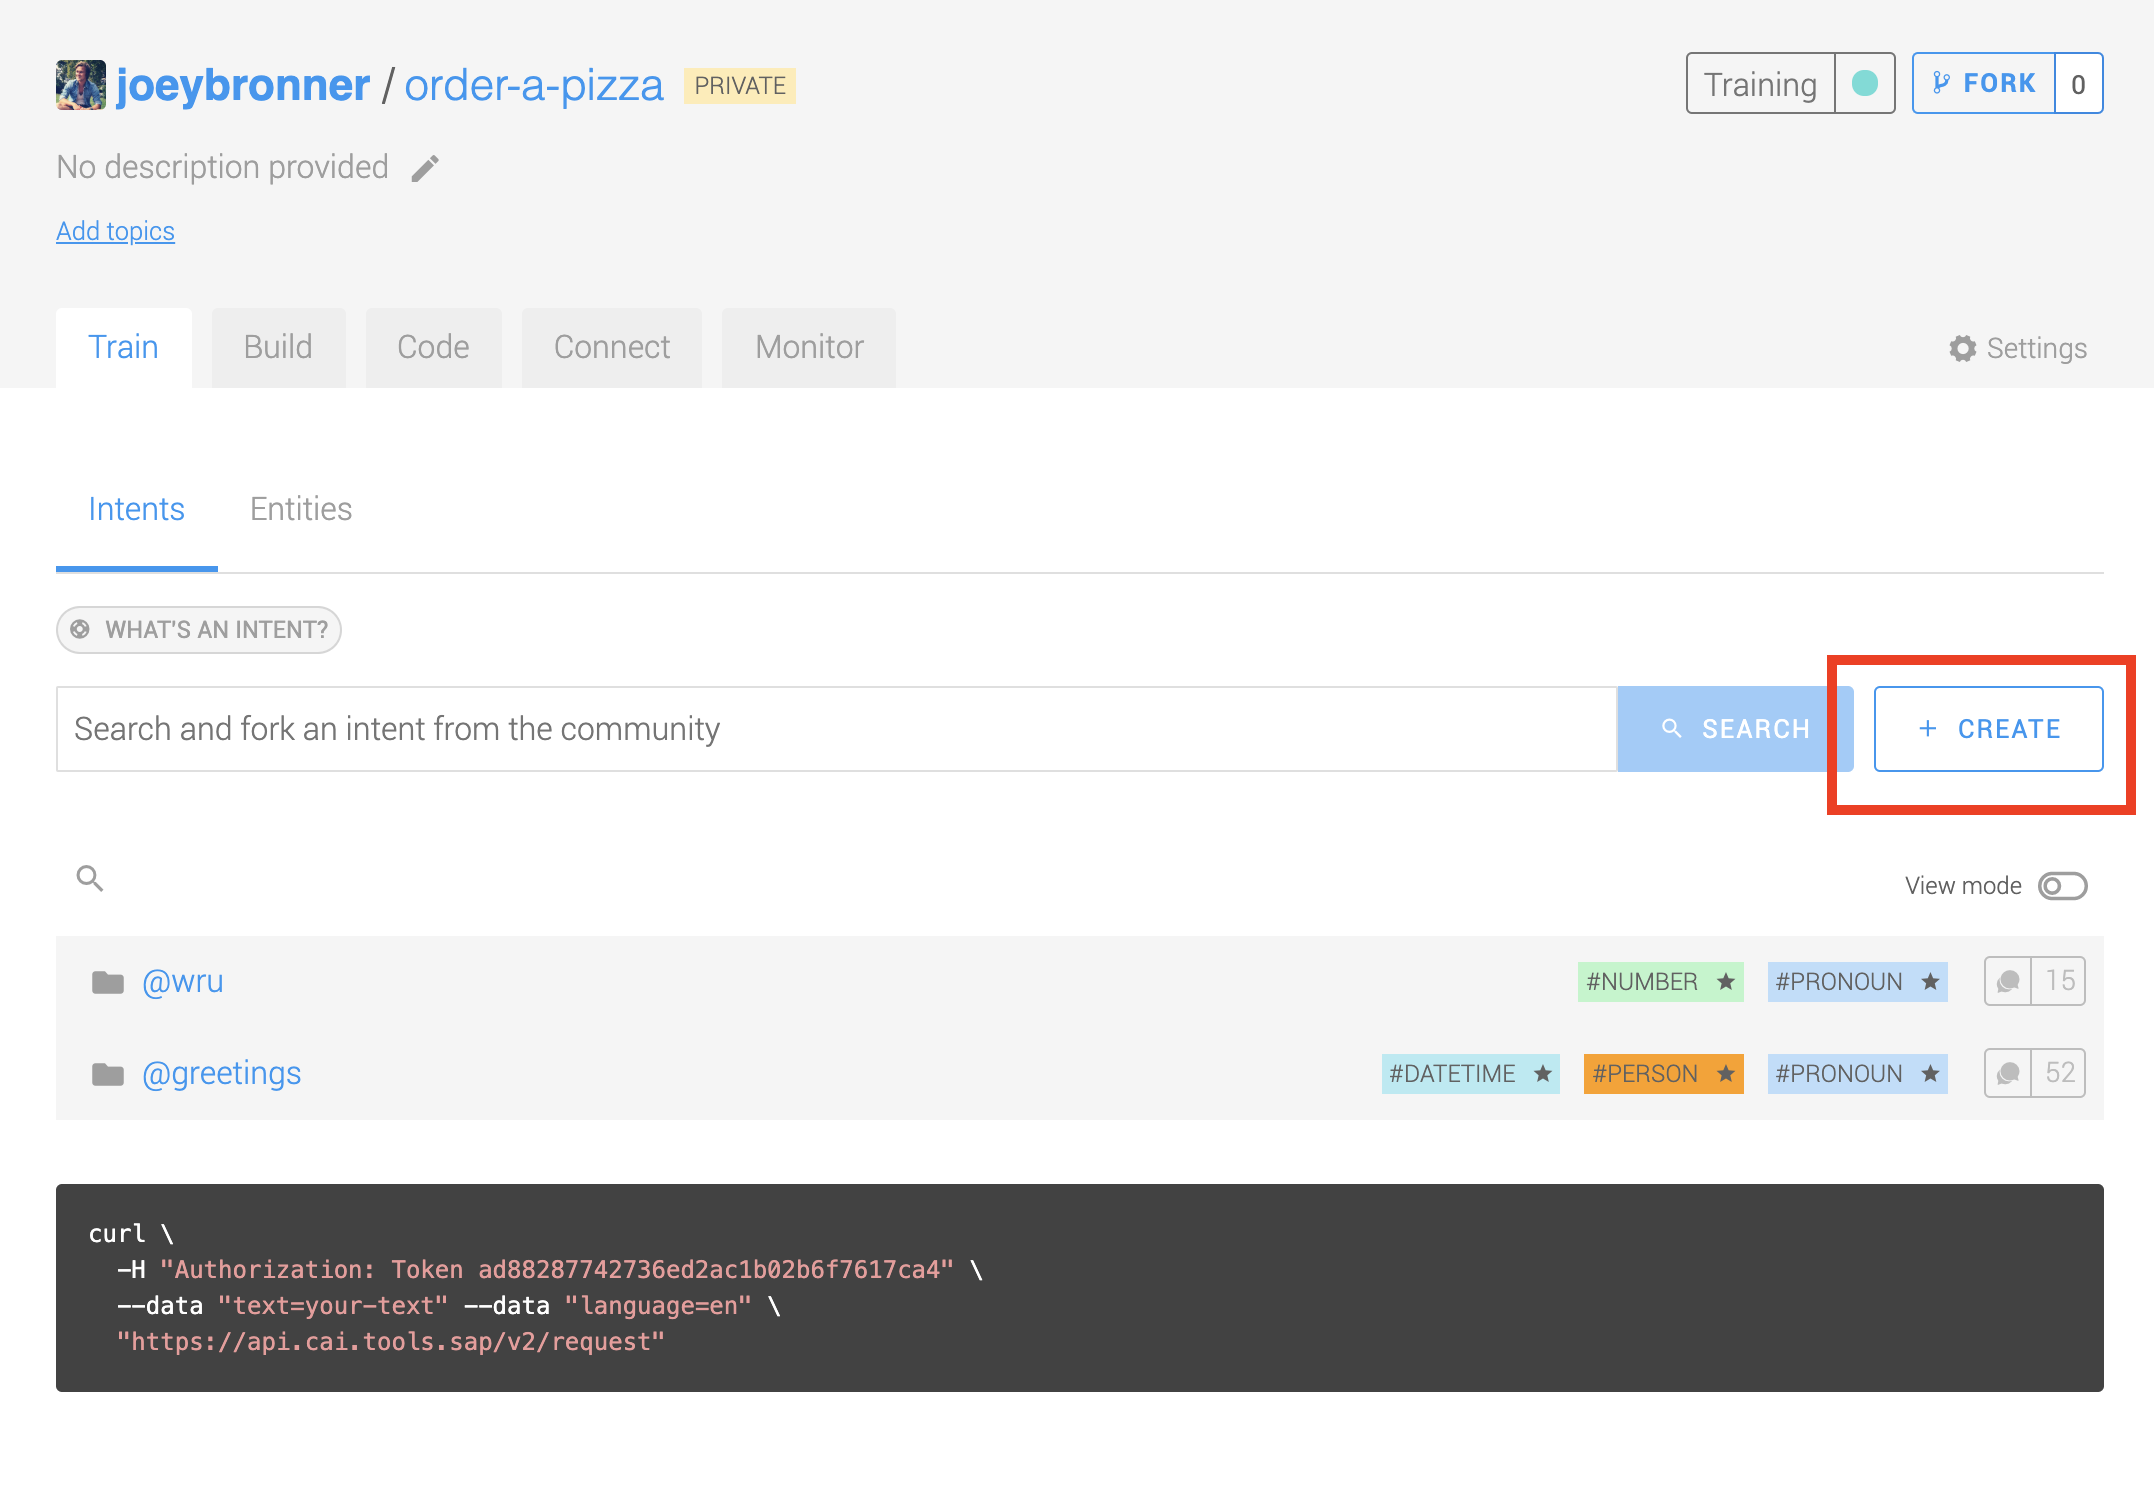 joeybronner / order-a-pizza PRIVATE
Training
FORK 0
No description provided
Add topics
Train Build Code Connect Monitor
Settings
Intents Entities
WHAT'S AN INTENT?
Search and fork an intent from the community
SEARCH
+ CREATE
View mode
@wru #NUMBER ★ #PRONOUN ★ 15
@greetings #DATETIME ★ #PERSON ★ #PRONOUN ★ 52
curl \
-H "Authorization: Token ad88287742736ed2ac1b02b6f7617ca4" \
--data "text=your-text" --data "language=en" \
"https://api.cai.tools.sap/v2/request"